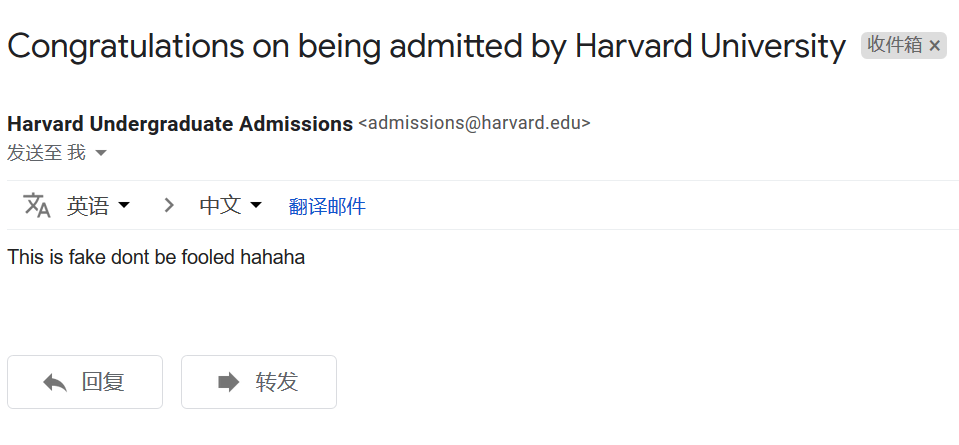 Congratulations on being admitted by Harvard University 收件箱 ×
Harvard Undergraduate Admissions <admissions@harvard.edu>
发送至 我
英语 > 中文 翻译邮件
This is fake dont be fooled hahaha
回复 转发